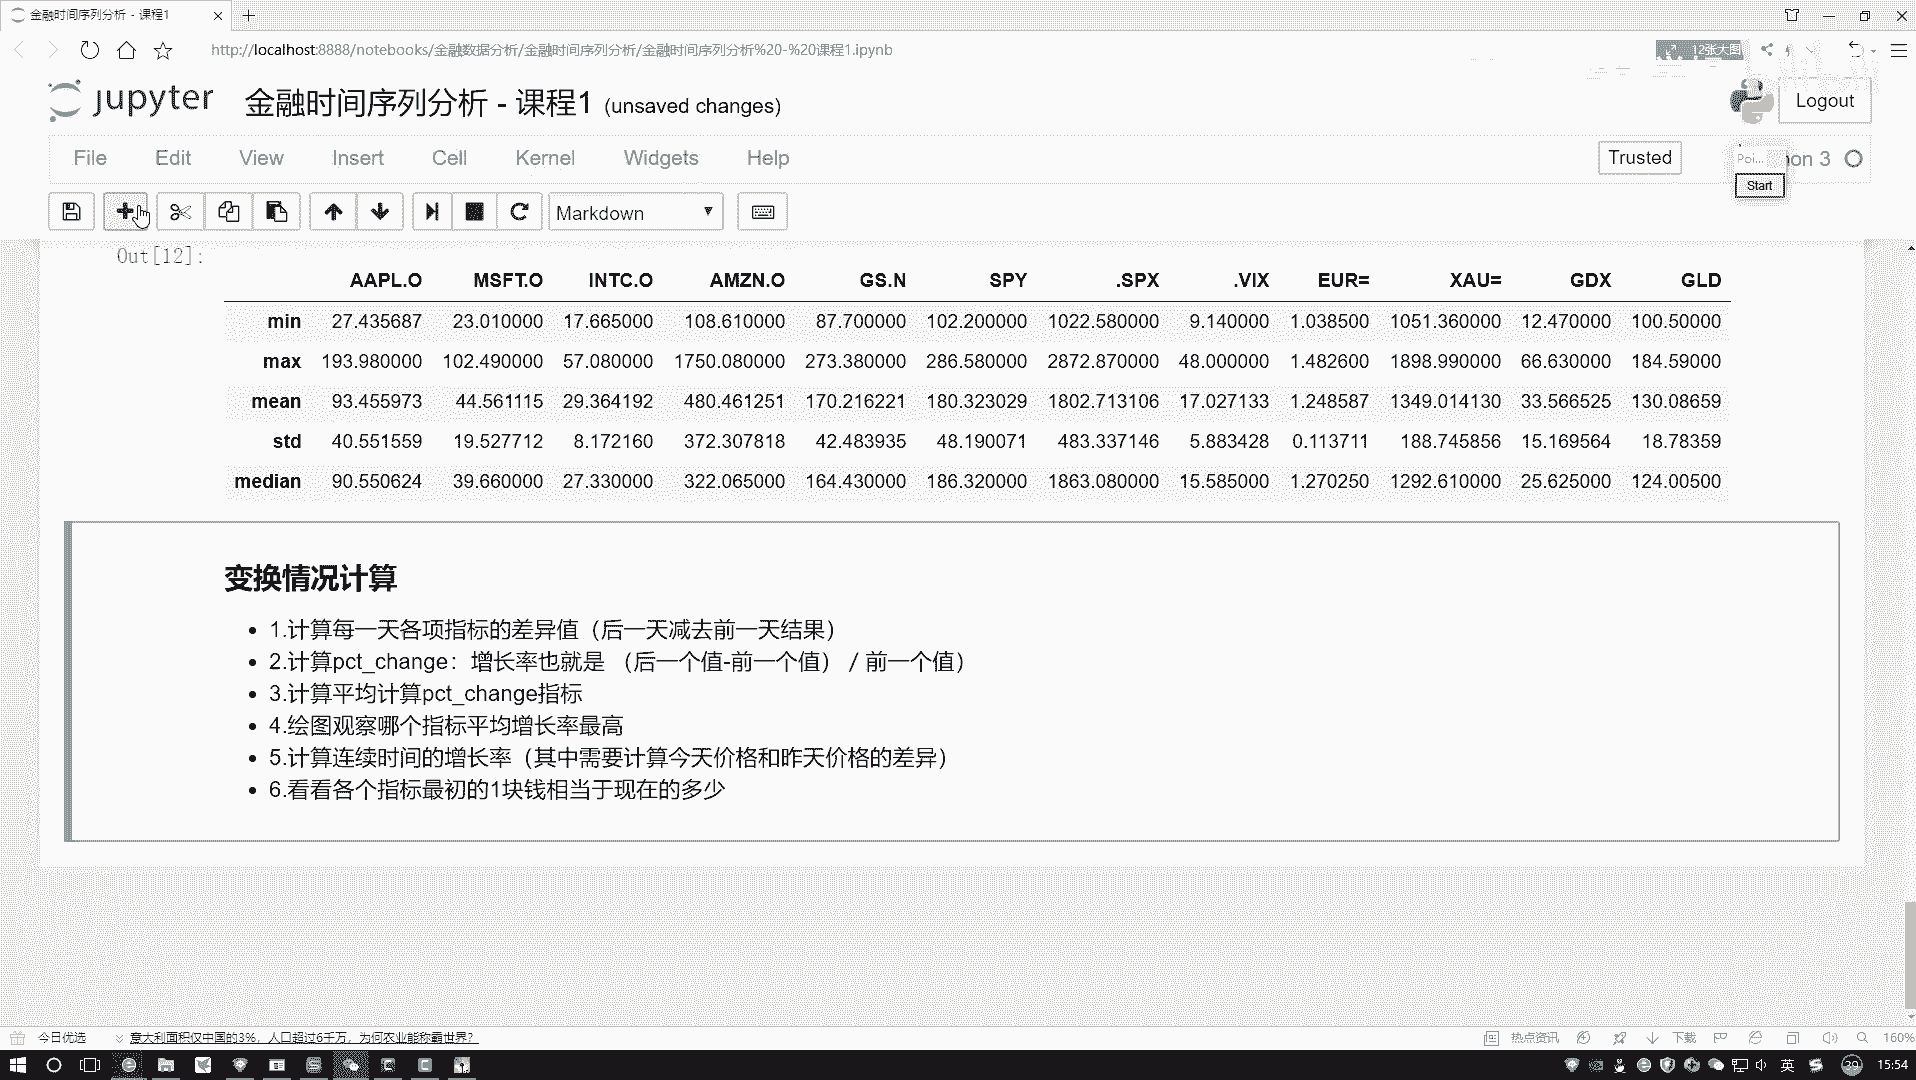 金融时间序列分析 - 课程1
http://localhost:8888/notebooks/金融数据分析/金融时间序列分析/金融时间序列分析%20-%20课程1.ipynb
12张大图
jupyter 金融时间序列分析 - 课程1 (unsaved changes)
Logout
File Edit View Insert Cell Kernel Widgets Help
Trusted
Poi... on 3
Start
Markdown
Out[12]:
AAPL.O MSFT.O INTC.O AMZN.O GS.N SPY .SPX .VIX EUR= XAU= GDX GLD
min 27.435687 23.010000 17.665000 108.610000 87.700000 102.200000 1022.580000 9.140000 1.038500 1051.360000 12.470000 100.50000
max 193.980000 102.490000 57.080000 1750.080000 273.380000 286.580000 2872.870000 48.000000 1.482600 1898.990000 66.630000 184.59000
mean 93.455973 44.561115 29.364192 480.461251 170.216221 180.323029 1802.713106 17.027133 1.248587 1349.014130 33.566525 130.08659
std 40.551559 19.527712 8.172160 372.307818 42.483935 48.190071 483.337146 5.883428 0.113711 188.745856 15.169564 18.78359
median 90.550624 39.660000 27.330000 322.065000 164.430000 186.320000 1863.080000 15.585000 1.270250 1292.610000 25.625000 124.00500
变换情况计算
1.计算每一天各项指标的差异值（后一天减去前一天结果）
2.计算pct_change：增长率也就是 （后一个值-前一个值） / 前一个值）
3.计算平均计算pct_change指标
4.绘图观察哪个指标平均增长率最高
5.计算连续时间的增长率（其中需要计算今天价格和昨天价格的差异）
6.看看各个指标最初的1块钱相当于现在的多少
今日优选
意大利面积仅中国的3%，人口超过6千万，为何农业能称霸世界？
热点资讯
下载
160%
英
29
15:54